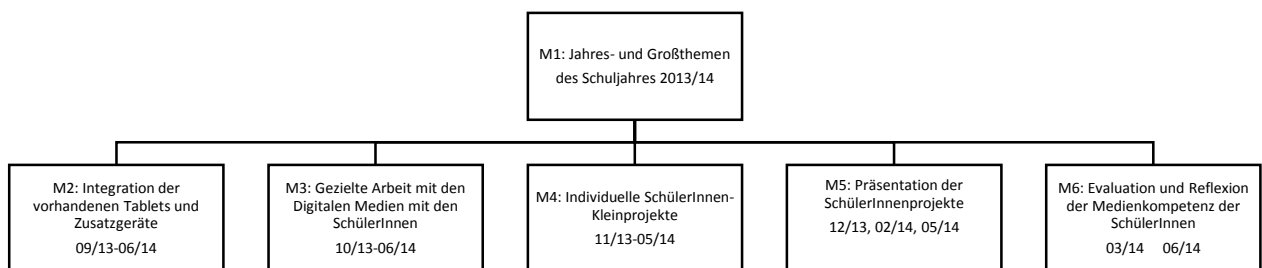 M1: Jahres- und Großthemen
des Schuljahres 2013/14
M2: Integration der
vorhandenen Tablets und
Zusatzgeräte
09/13-06/14
M3: Gezielte Arbeit mit den
Digitalen Medien mit den
SchülerInnen
10/13-06/14
M4: Individuelle SchülerInnen-
Kleinprojekte
11/13-05/14
M5: Präsentation der
SchülerInnenprojekte
12/13, 02/14, 05/14
M6: Evaluation und Reflexion
der Medienkompetenz der
SchülerInnen
03/14 06/14